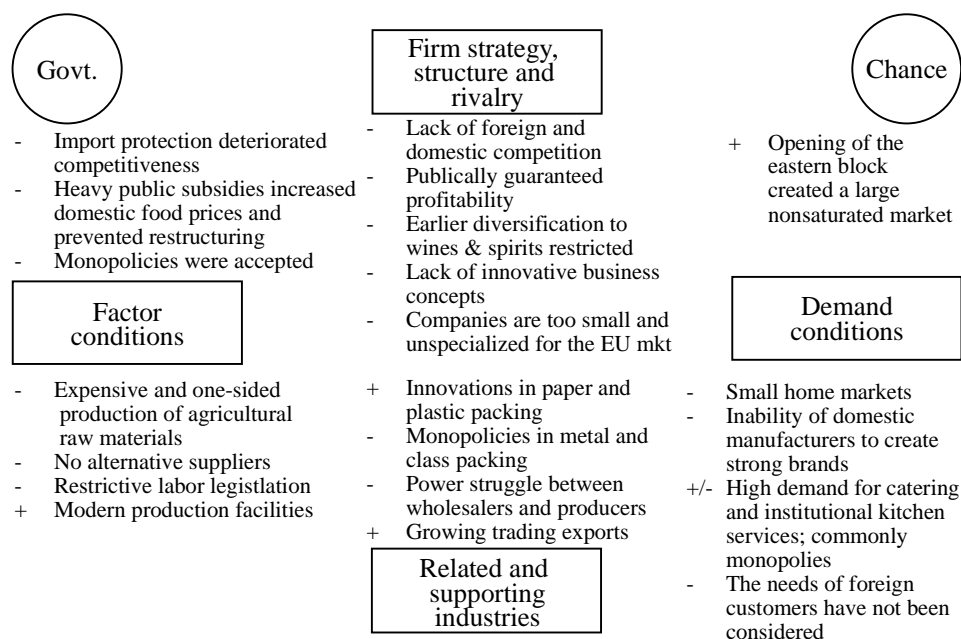 Govt.
- Import protection deteriorated
competitiveness
- Heavy public subsidies increased
domestic food prices and
prevented restructuring
- Monopolicies were accepted
Firm strategy,
structure and
rivalry
- Lack of foreign and
domestic competition
- Publically guaranteed
profitability
- Earlier diversification to
wines & spirits restricted
- Lack of innovative business
concepts
- Companies are too small and
unspecialized for the EU mkt
Chance
+ Opening of the
eastern block
created a large
nonsaturated market
Factor
conditions
- Expensive and one-sided
production of agricultural
raw materials
- No alternative suppliers
- Restrictive labor legistlation
+ Modern production facilities
+ Innovations in paper and
plastic packing
- Monopolicies in metal and
class packing
- Power struggle between
wholesalers and producers
+ Growing trading exports
Related and
supporting
industries
Demand
conditions
- Small home markets
- Inability of domestic
manufacturers to create
strong brands
+/- High demand for catering
and institutional kitchen
services; commonly
monopolies
- The needs of foreign
customers have not been
considered